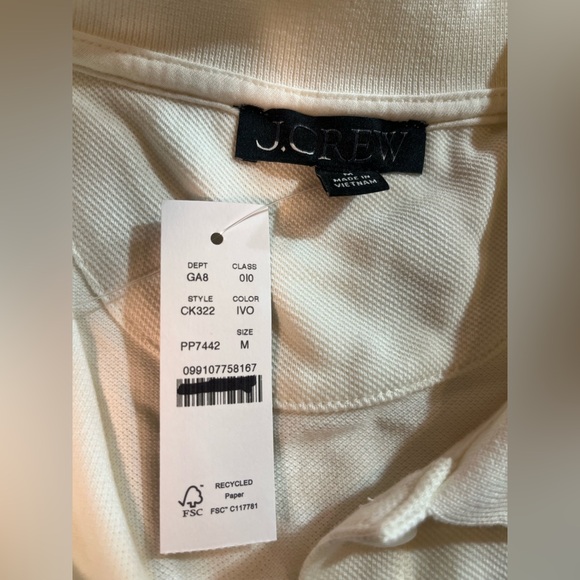 J.CREW
M
MADE IN
VIETNAM
DEPT CLASS
GA8 010
STYLE COLOR
CK322 IVO
SIZE
PP7442 M
099107758167
RECYCLED
Paper
FSC FSC® C117781